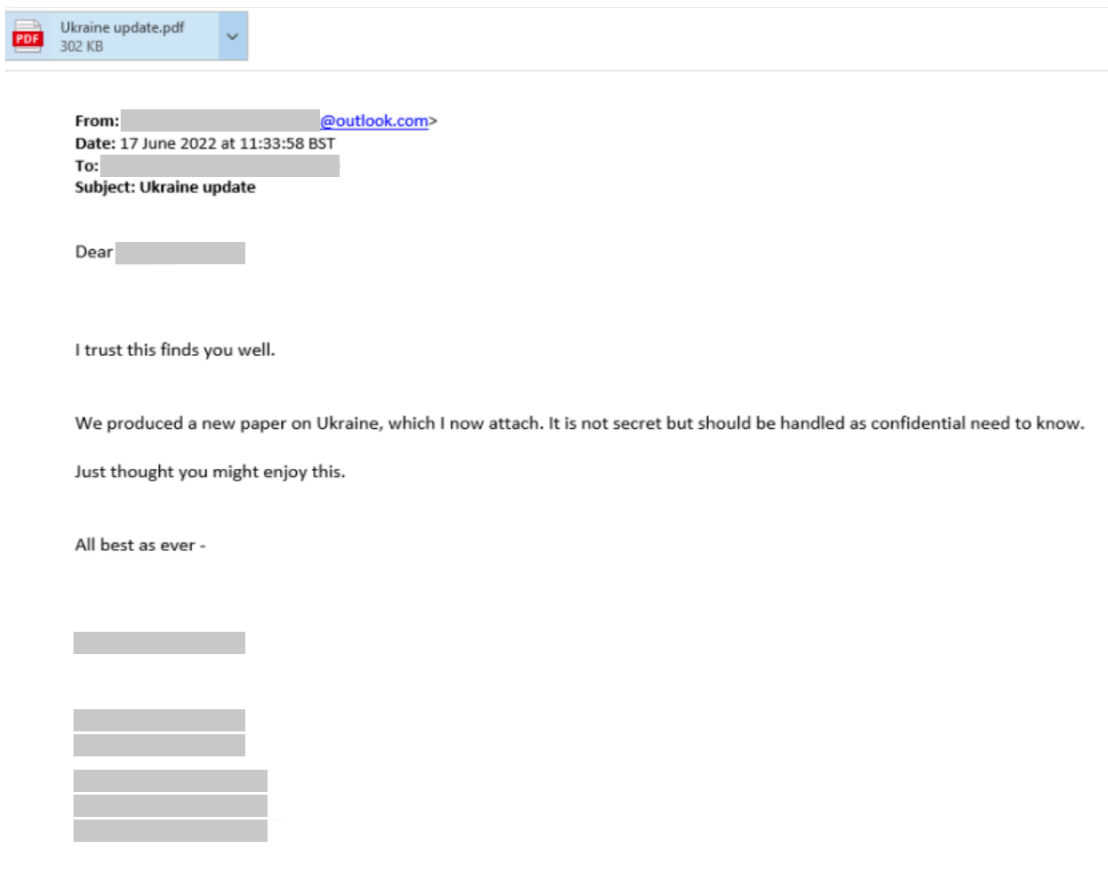 PDF
Ukraine update.pdf
302 KB
From: @outlook.com>
Date: 17 June 2022 at 11:33:58 BST
To:
Subject: Ukraine update
Dear
I trust this finds you well.
We produced a new paper on Ukraine, which I now attach. It is not secret but should be handled as confidential need to know.
Just thought you might enjoy this.
All best as ever -